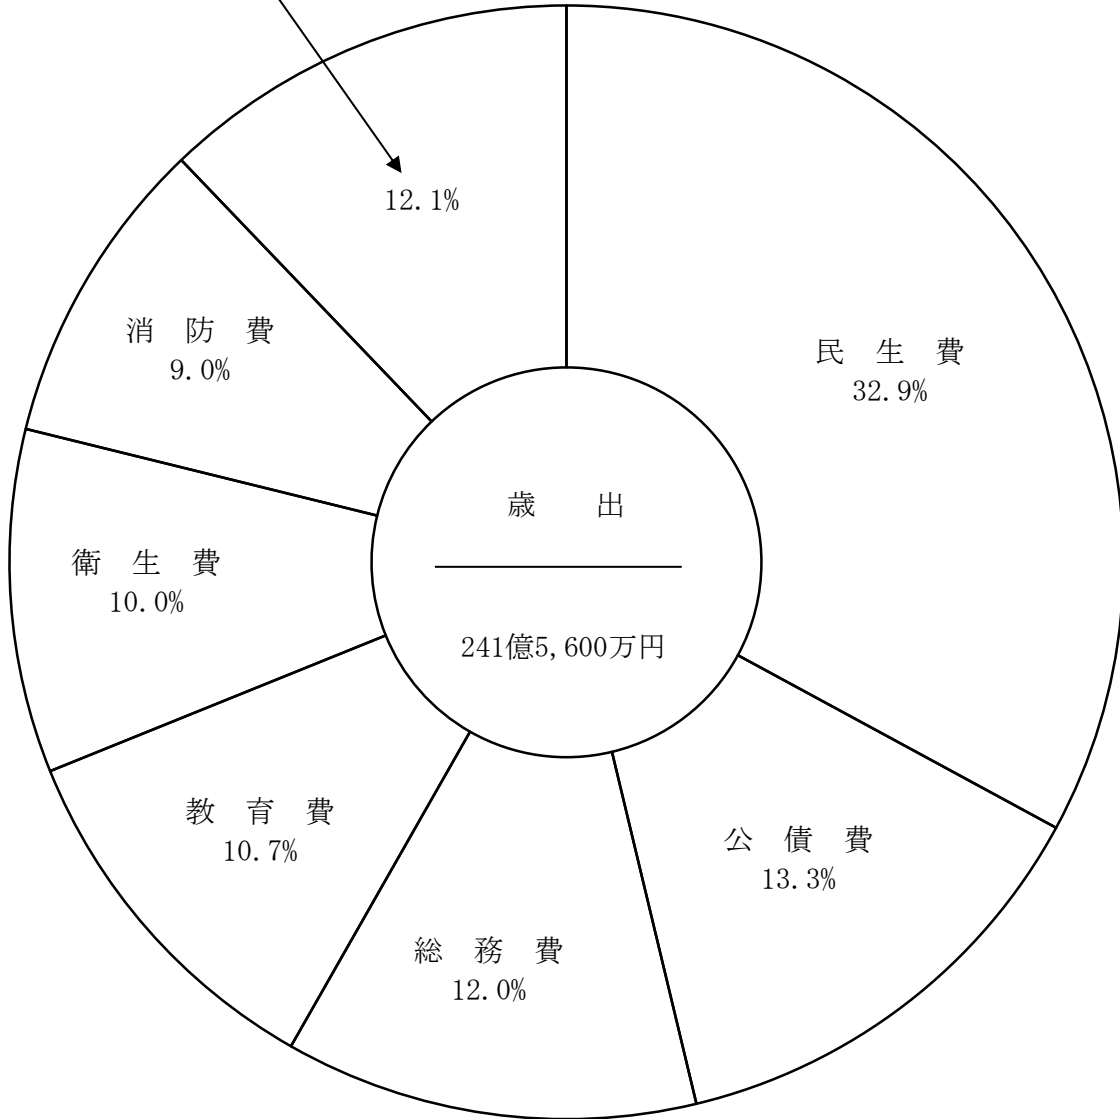 12.1%
消　防　費
9.0%
民　生　費
32.9%
歳　　出
241億5,600万円
衛　生　費
10.0%
教　育　費
10.7%
公　債　費
13.3%
総　務　費
12.0%